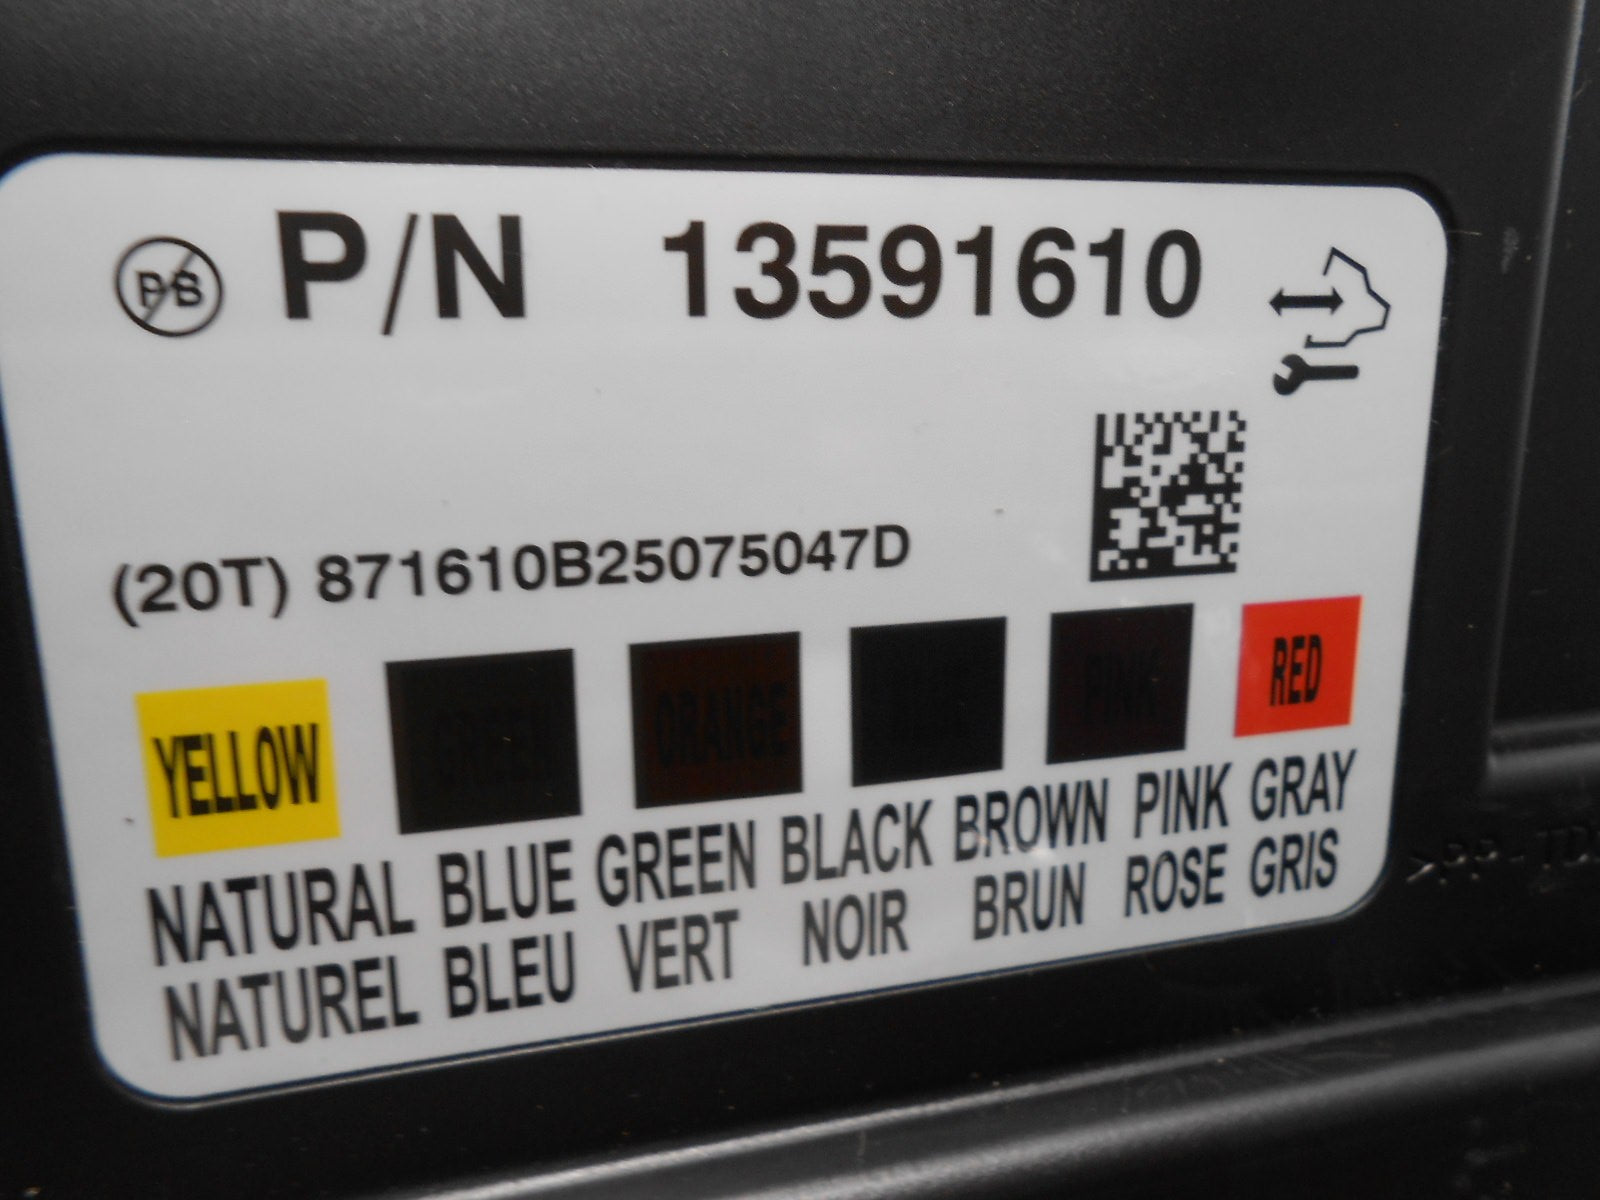 Pb P/N 13591610
(20T) 871610B25075047D
YELLOW GREEN ORANGE PINK RED
NATURAL BLUE GREEN BLACK BROWN PINK GRAY
NATUREL BLEU VERT NOIR BRUN ROSE GRIS